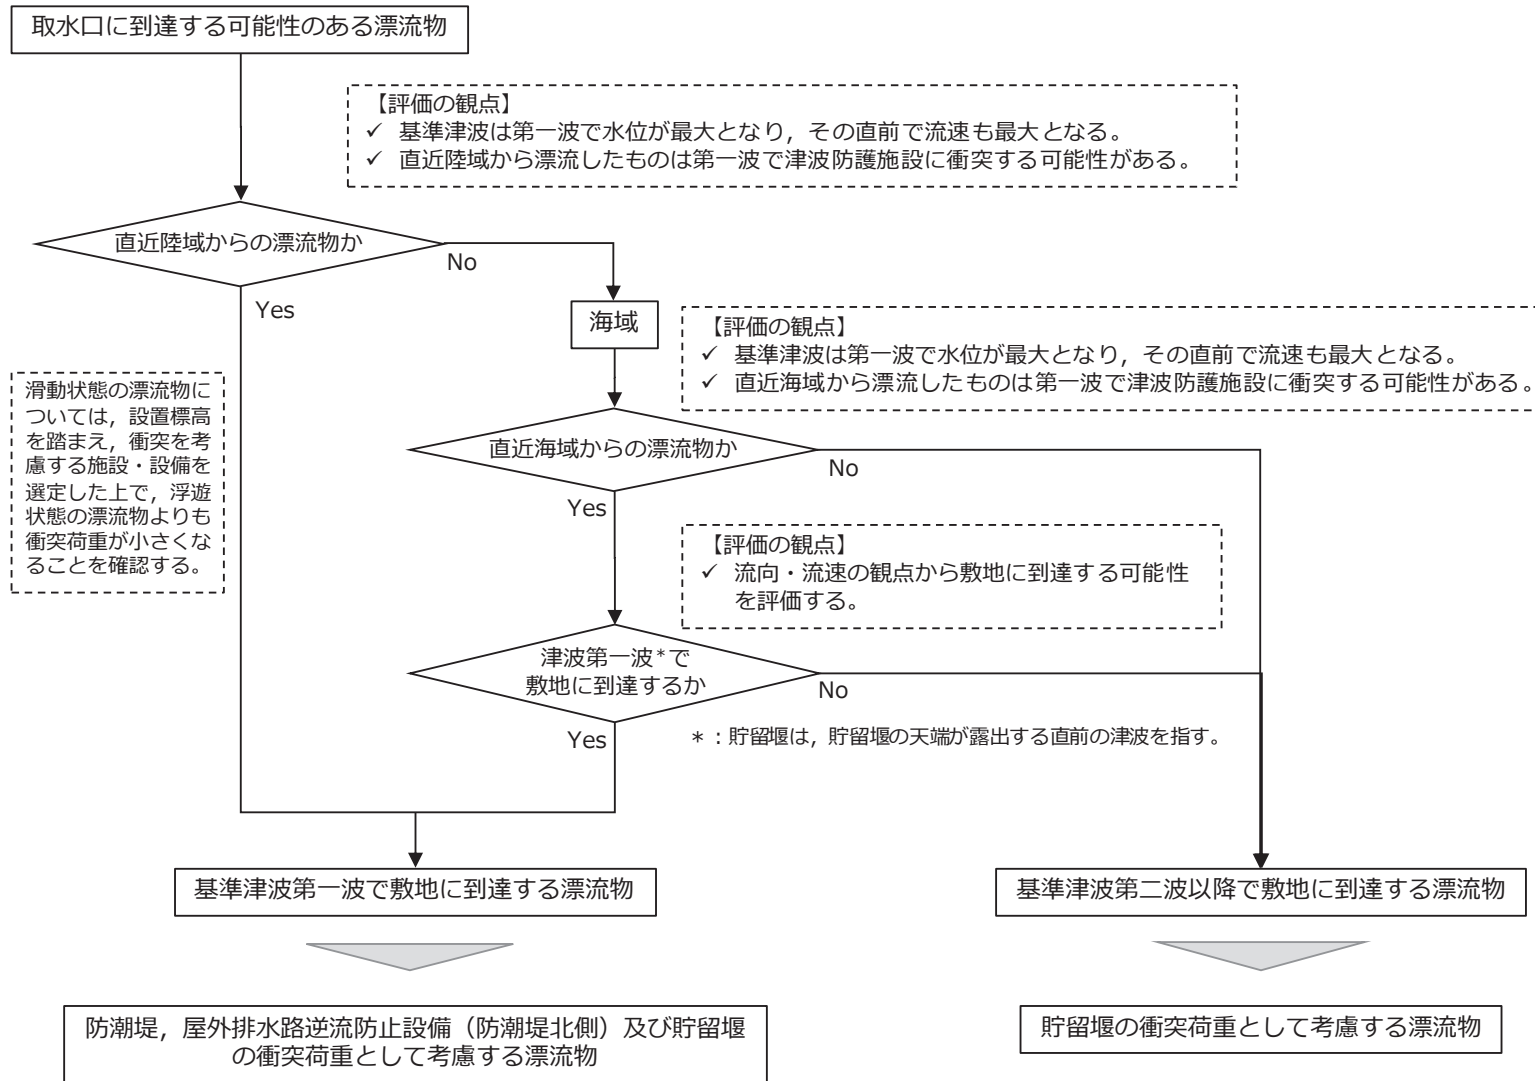 取水口に到達する可能性のある漂流物
【評価の観点】
✓ 基準津波は第一波で水位が最大となり，その直前で流速も最大となる。
✓ 直近陸域から漂流したものは第一波で津波防護施設に衝突する可能性がある。
直近陸域からの漂流物か
No
Yes
海域
【評価の観点】
✓ 基準津波は第一波で水位が最大となり，その直前で流速も最大となる。
✓ 直近海域から漂流したものは第一波で津波防護施設に衝突する可能性がある。
滑動状態の漂流物に
ついては，設置標高
を踏まえ，衝突を考
慮する施設・設備を
選定した上で，浮遊
状態の漂流物よりも
衝突荷重が小さくな
ることを確認する。
直近海域からの漂流物か
No
Yes
【評価の観点】
✓ 流向・流速の観点から敷地に到達する可能性
を評価する。
津波第一波*で
敷地に到達するか
No
Yes
＊：貯留堰は，貯留堰の天端が露出する直前の津波を指す。
基準津波第一波で敷地に到達する漂流物
基準津波第二波以降で敷地に到達する漂流物
防潮堤，屋外排水路逆流防止設備（防潮堤北側）及び貯留堰
の衝突荷重として考慮する漂流物
貯留堰の衝突荷重として考慮する漂流物